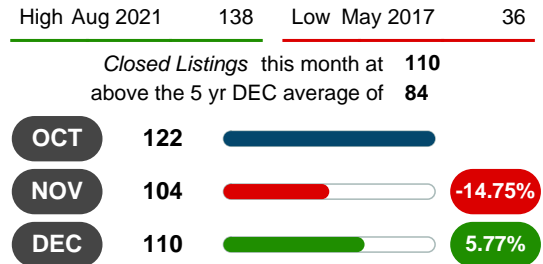 High Aug 2021 138 Low May 2017 36
Closed Listings this month at 110
above the 5 yr DEC average of 84
OCT 122
NOV 104 -14.75%
DEC 110 5.77%